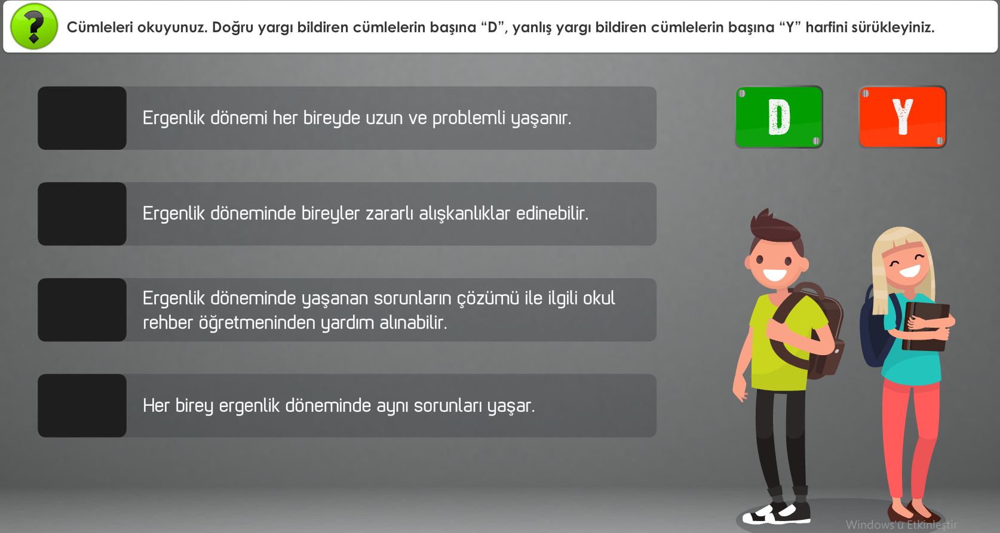 ?
Cümleleri okuyunuz. Doğru yargı bildiren cümlelerin başına “D”, yanlış yargı bildiren cümlelerin başına “Y” harfini sürükleyiniz.
Ergenlik dönemi her bireyde uzun ve problemli yaşanır.
D
Y
Ergenlik döneminde bireyler zararlı alışkanlıklar edinebilir.
Ergenlik döneminde yaşanan sorunların çözümü ile ilgili okul
rehber öğretmeninden yardım alınabilir.
Her birey ergenlik döneminde aynı sorunları yaşar.
Windows'u Etkinleştir